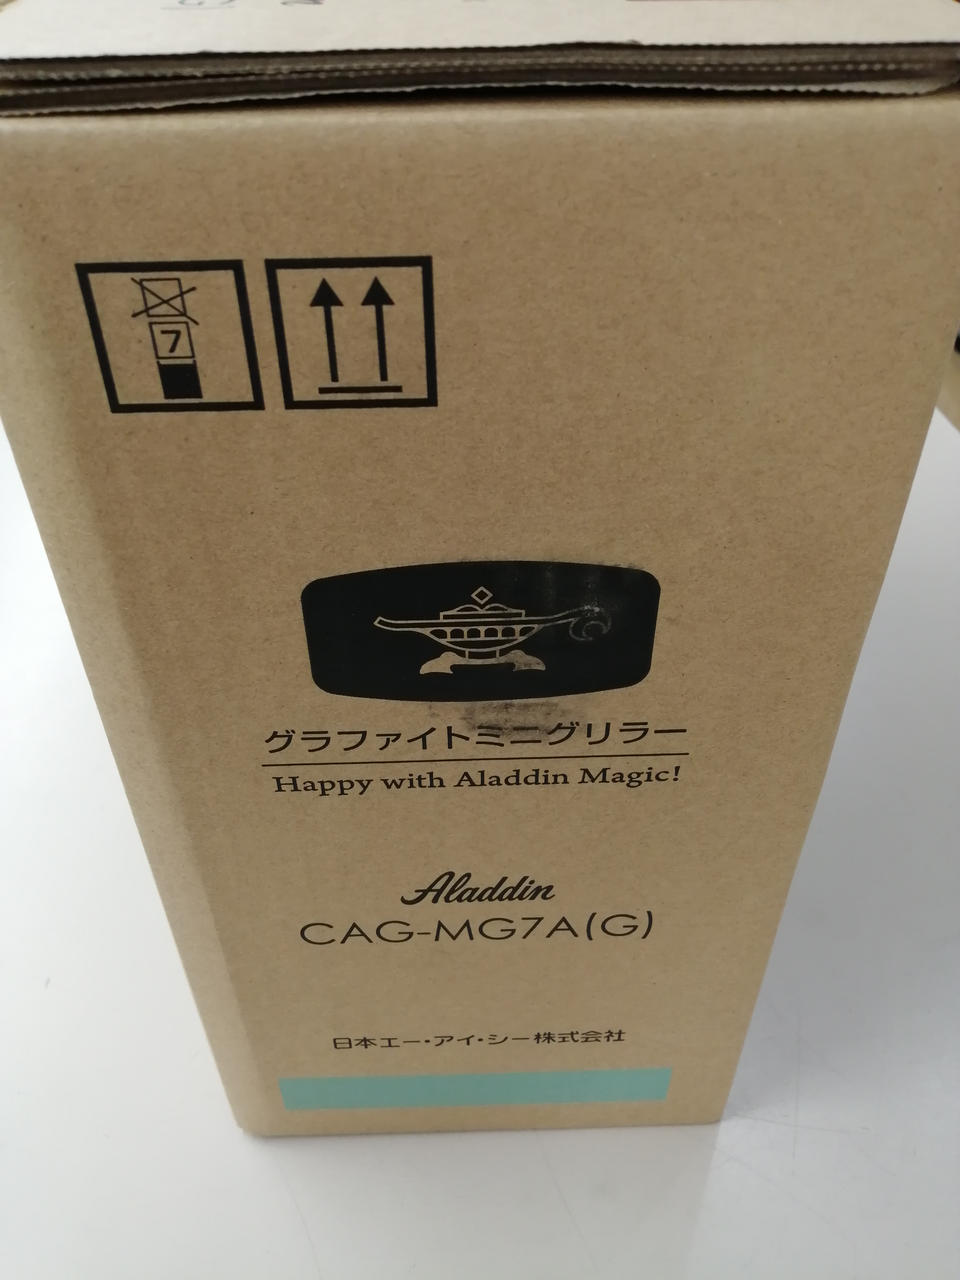 7
グラファイトミニグリラー
Happy with Aladdin Magic!
Aladdin
CAG-MG7A(G)
日本エー・アイ・シー株式会社